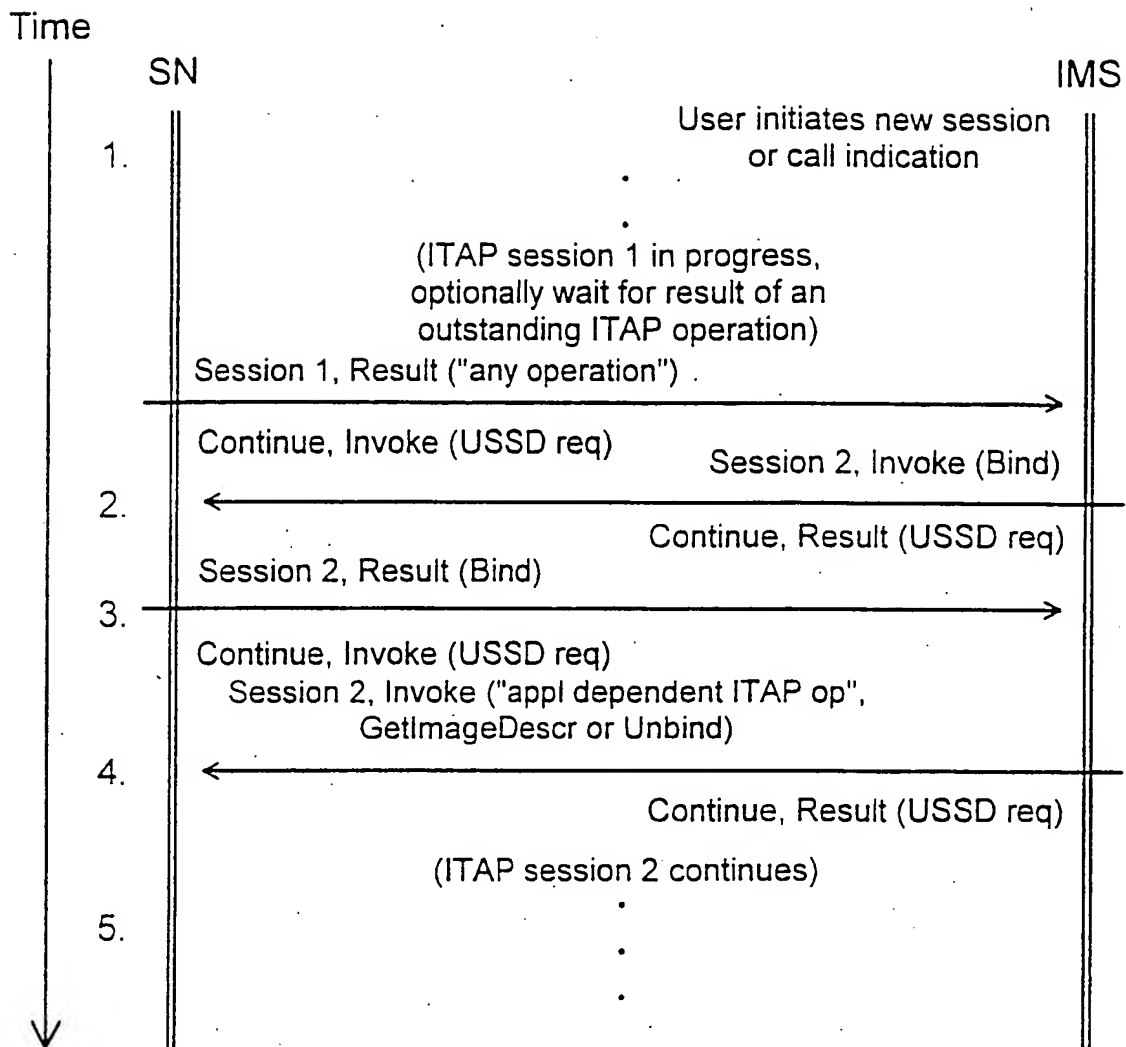 Time
SN
IMS
User initiates new session
or call indication
1.
(ITAP session 1 in progress,
optionally wait for result of an
outstanding ITAP operation)
Session 1, Result ("any operation")
Continue, Invoke (USSD req)
Session 2, Invoke (Bind)
2.
Continue, Result (USSD req)
Session 2, Result (Bind)
3.
Continue, Invoke (USSD req)
Session 2, Invoke ("appl dependent ITAP op",
GetImageDescr or Unbind)
4.
Continue, Result (USSD req)
(ITAP session 2 continues)
5.